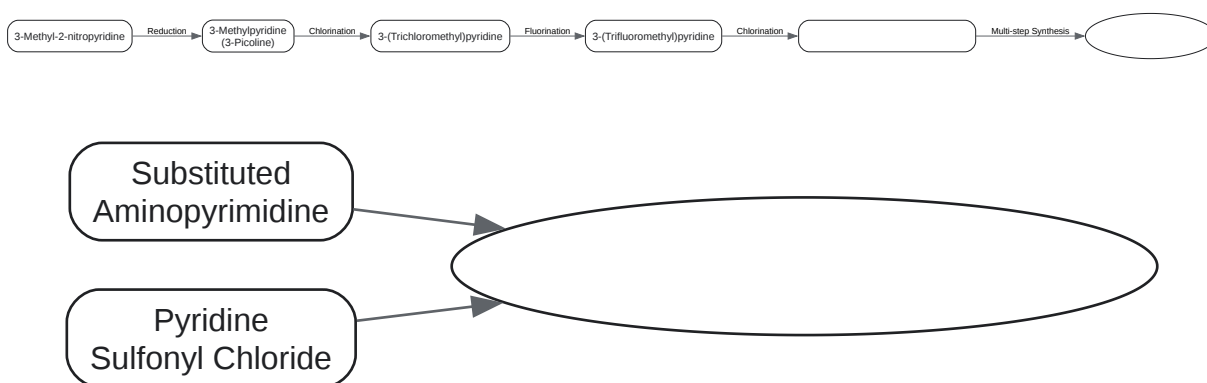 3-Methyl-2-nitropyridine
Reduction
3-Methylpyridine
(3-Picoline)
Chlorination
3-(Trichloromethyl)pyridine
Fluorination
3-(Trifluoromethyl)pyridine
Chlorination
Multi-step Synthesis
Substituted
Aminopyrimidine
Pyridine
Sulfonyl Chloride